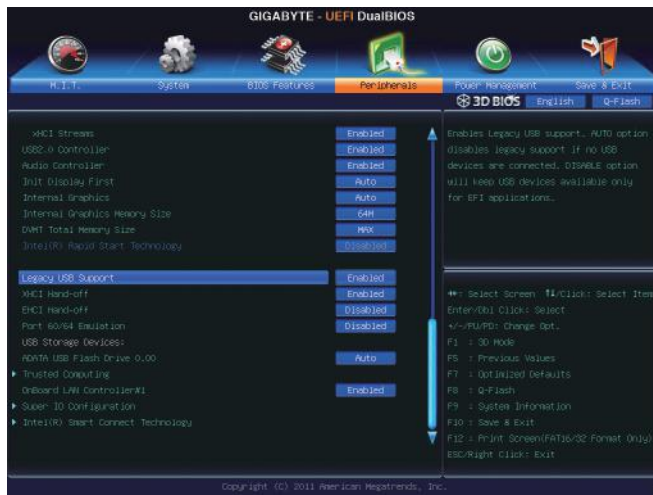 GIGABYTE - UEFI DualBIOS
M.I.T. System BIOS Features Peripherals Power Management Save & Exit
3D BIOS English Q-Flash
xHCI Streams Enabled
USB2.0 Controller Enabled
Audio Controller Enabled
Init Display First Auto
Internal Graphics Auto
Internal Graphics Memory Size 64M
DVMT Total Memory Size MAX
Intel(R) Rapid Start Technology Disabled
Legacy USB Support Enabled
XHCI Hand-off Enabled
EHCI Hand-off Disabled
Port 60/64 Emulation Disabled
USB Storage Devices:
ADATA USB Flash Drive 0.00 Auto
Trusted Computing
OnBoard LAN Controller#1 Enabled
Super IO Configuration
Intel(R) Smart Connect Technology
Enables Legacy USB support. AUTO option
disables legacy support if no USB
devices are connected. DISABLE option
will keep USB devices available only
for EFI applications.
: Select Screen ↑↓/Click: Select Item
Enter/Dbl Click: Select
+/-/PU/PD: Change Opt.
F1 : 3D Mode
F5 : Previous Values
F7 : Optimized Defaults
F8 : Q-Flash
F9 : System Information
F10 : Save & Exit
F12 : Print Screen(FAT16/32 Format Only)
ESC/Right Click: Exit
Copyright (C) 2011 American Megatrends, Inc.